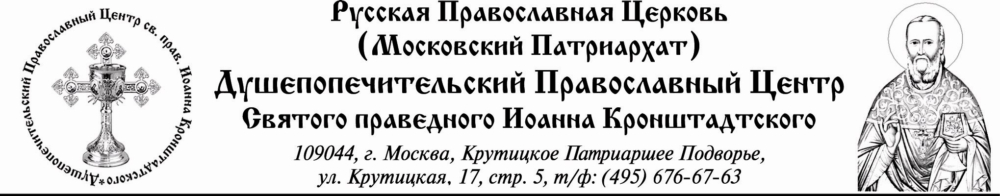 Душепопечительский Православный Центр св. прав. Иоанна Кронштадтского*
Русская Православная Церковь
(Московский Патриархат)
Душепопечительский Православный Центр
Святого праведного Иоанна Кронштадтского
109044, г. Москва, Крутицкое Патриаршее Подворье,
ул. Крутицкая, 17, стр. 5, т/ф: (495) 676-67-63